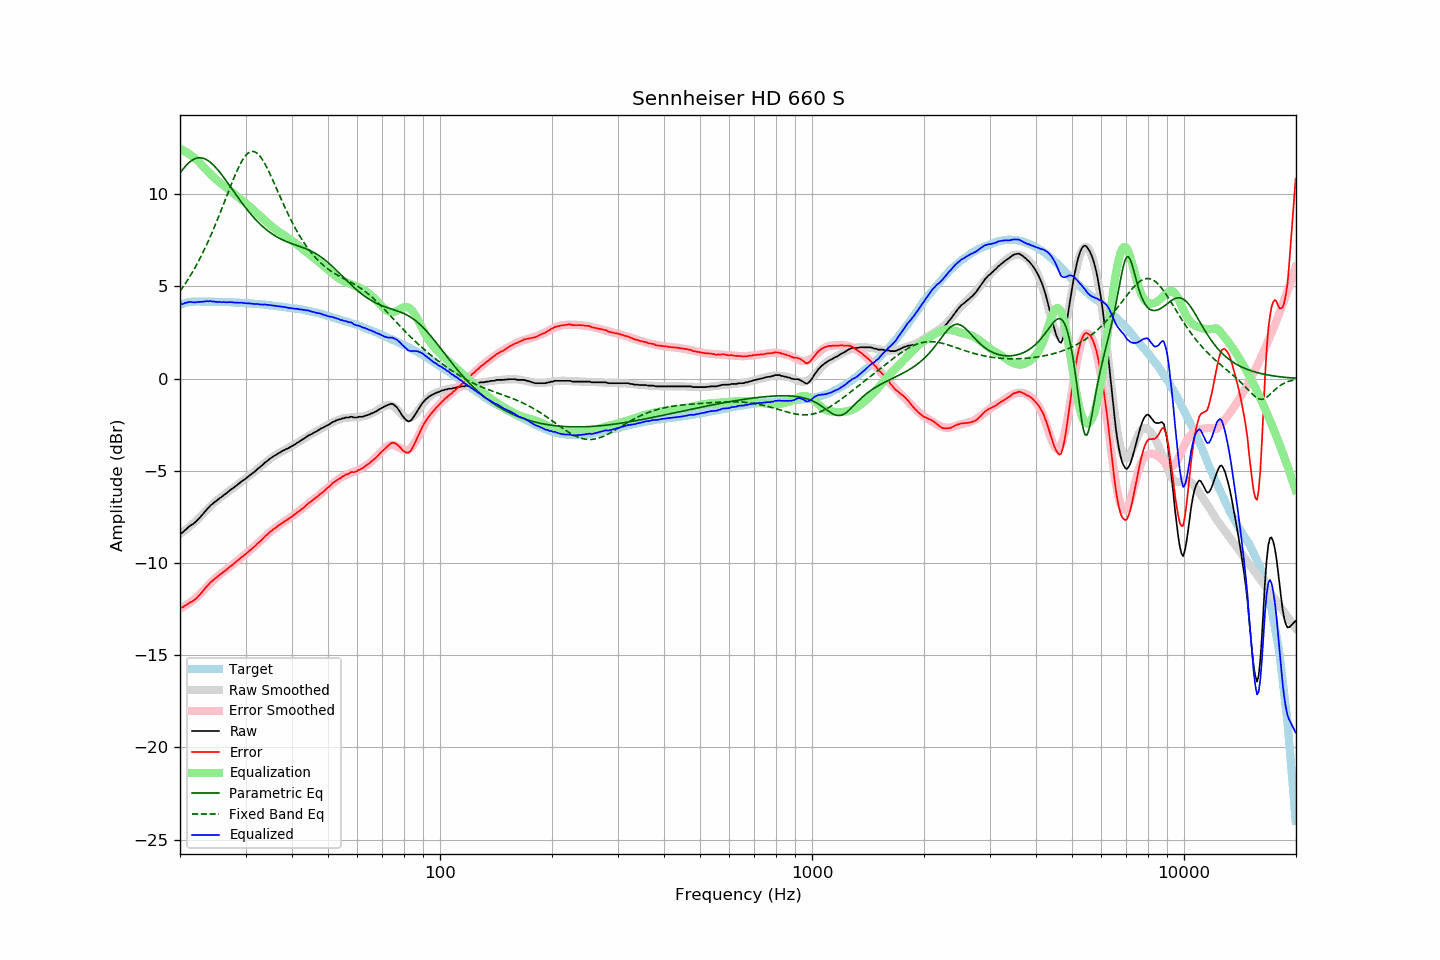 Sennheiser HD 660 S
Amplitude (dBr)
10
5
0
−5
−10
−15
−20
−25
Target
Raw Smoothed
Error Smoothed
Raw
Error
Equalization
Parametric Eq
Fixed Band Eq
Equalized
100
1000
10000
Frequency (Hz)